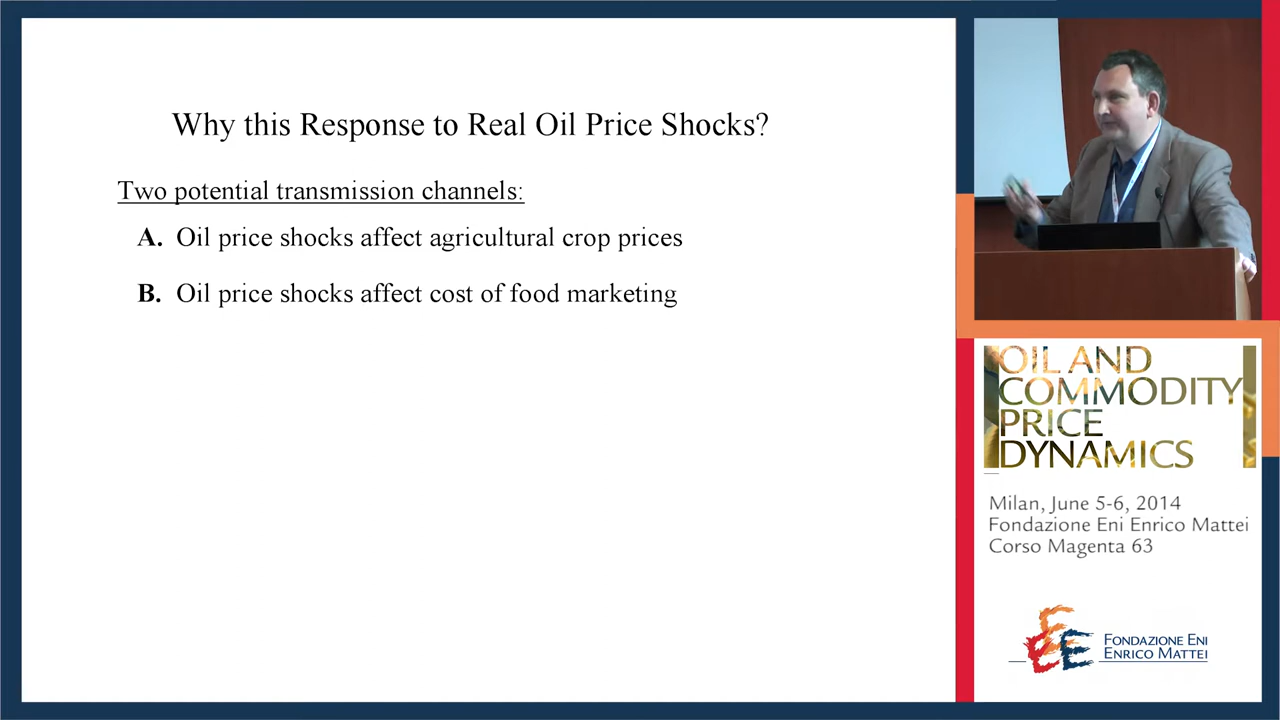 Why this Response to Real Oil Price Shocks?
Two potential transmission channels:
A. Oil price shocks affect agricultural crop prices
B. Oil price shocks affect cost of food marketing
OIL AND
COMMODITY
PRICE
DYNAMICS
Milan, June 5-6, 2014
Fondazione Eni Enrico Mattei
Corso Magenta 63
FONDAZIONE ENI
ENRICO MATTEI